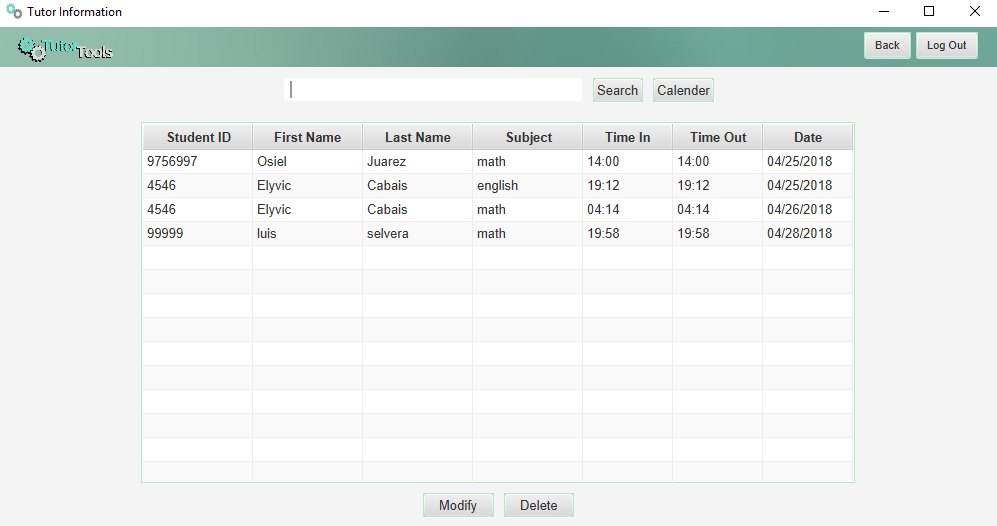 Tutor Information
Tutor Tools
Back Log Out
Search Calender
Student ID First Name Last Name Subject Time In Time Out Date
9756997 Osiel Juarez math 14:00 14:00 04/25/2018
4546 Elyvic Cabais english 19:12 19:12 04/25/2018
4546 Elyvic Cabais math 04:14 04:14 04/26/2018
99999 luis selvera math 19:58 19:58 04/28/2018
Modify Delete